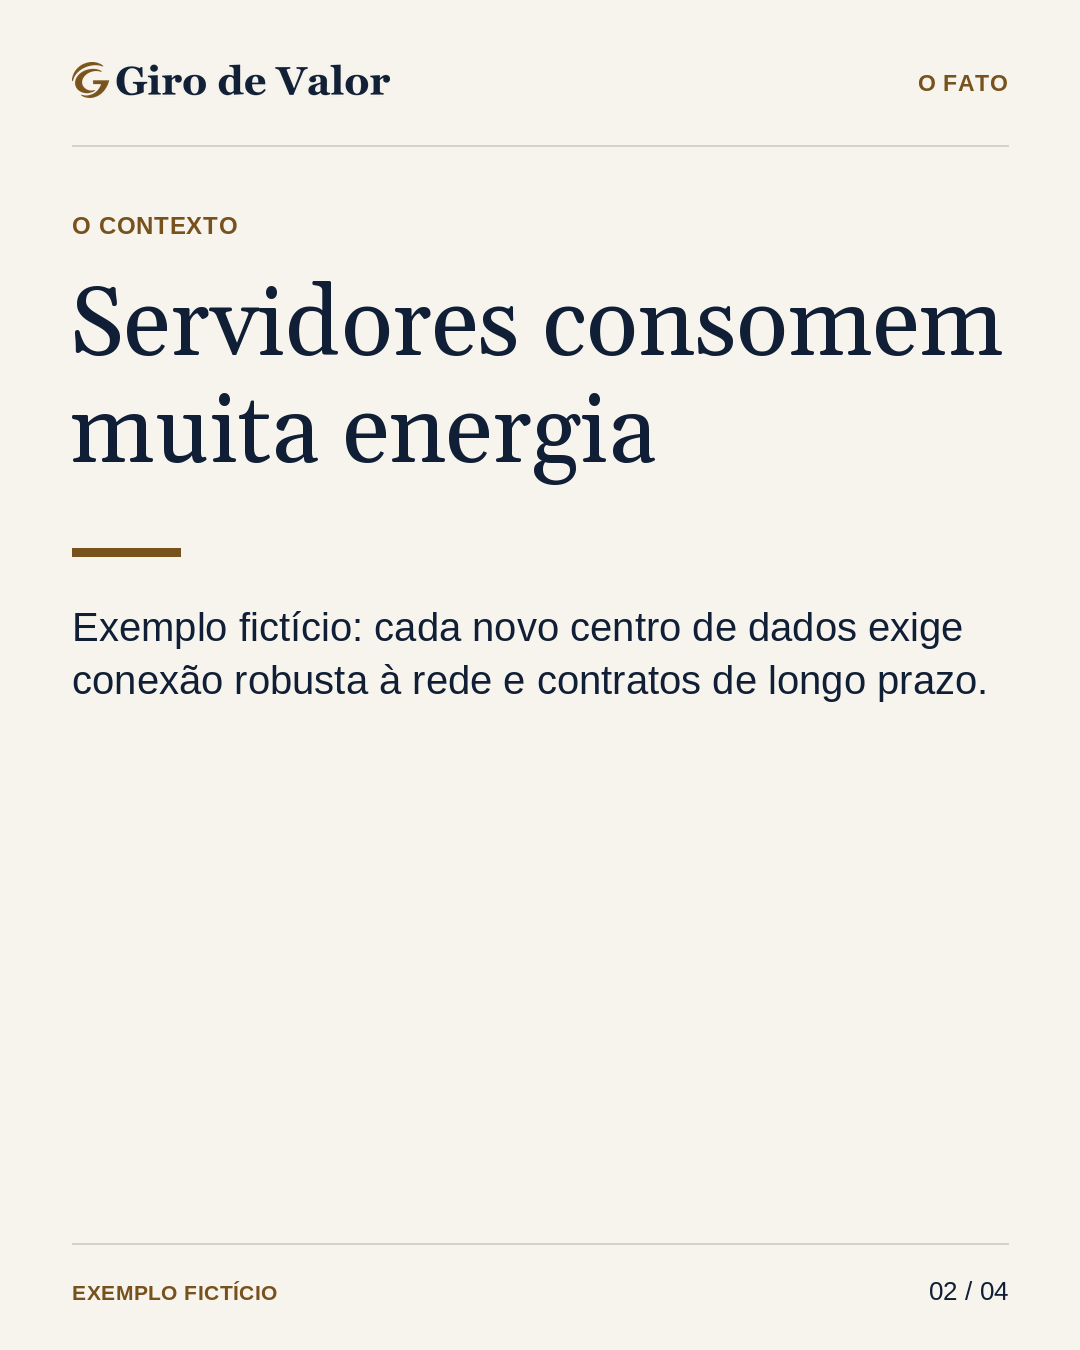 Giro de Valor
O FATO
O CONTEXTO
Servidores consomem
muita energia
Exemplo fictício: cada novo centro de dados exige
conexão robusta à rede e contratos de longo prazo.
EXEMPLO FICTÍCIO
02 / 04